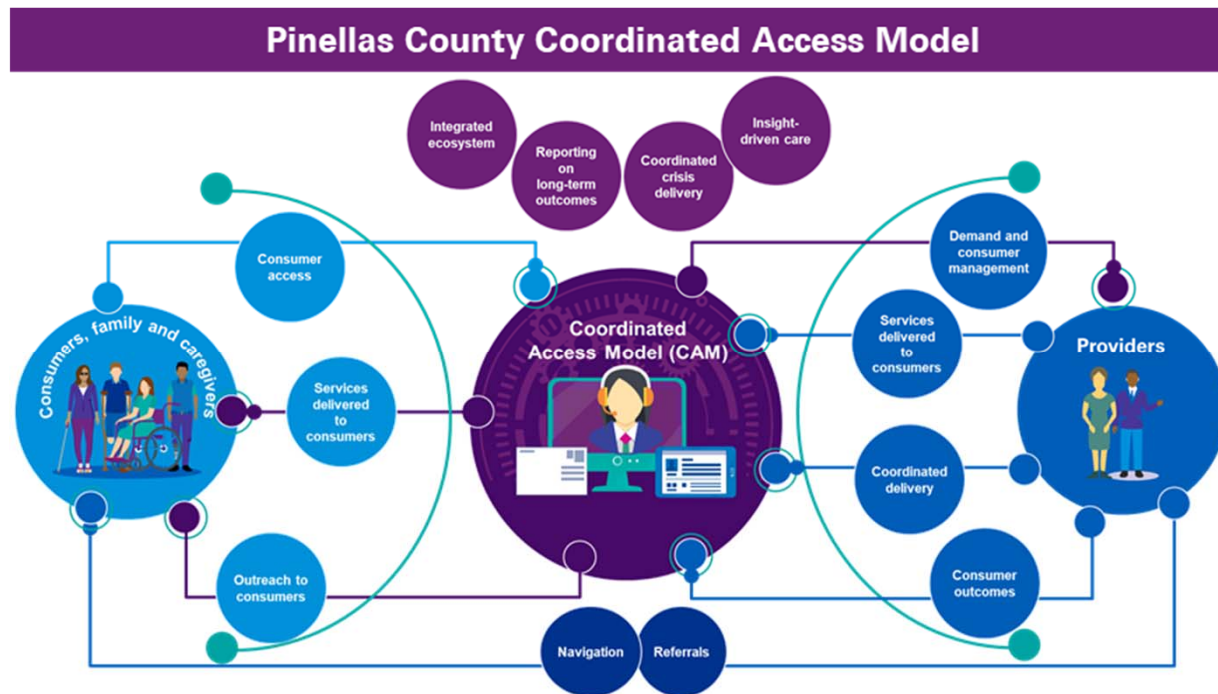 Pinellas County Coordinated Access Model
Integrated
ecosystem
Reporting
on
long-term
outcomes
Coordinated
crisis
delivery
Insight-
driven care
Consumer
access
Demand and
consumer
management
Consumers, family and caregivers
Services
delivered
to
consumers
Coordinated
Access Model (CAM)
Services
delivered
to
consumers
Providers
Coordinated
delivery
Outreach to
consumers
Consumer
outcomes
Navigation
Referrals